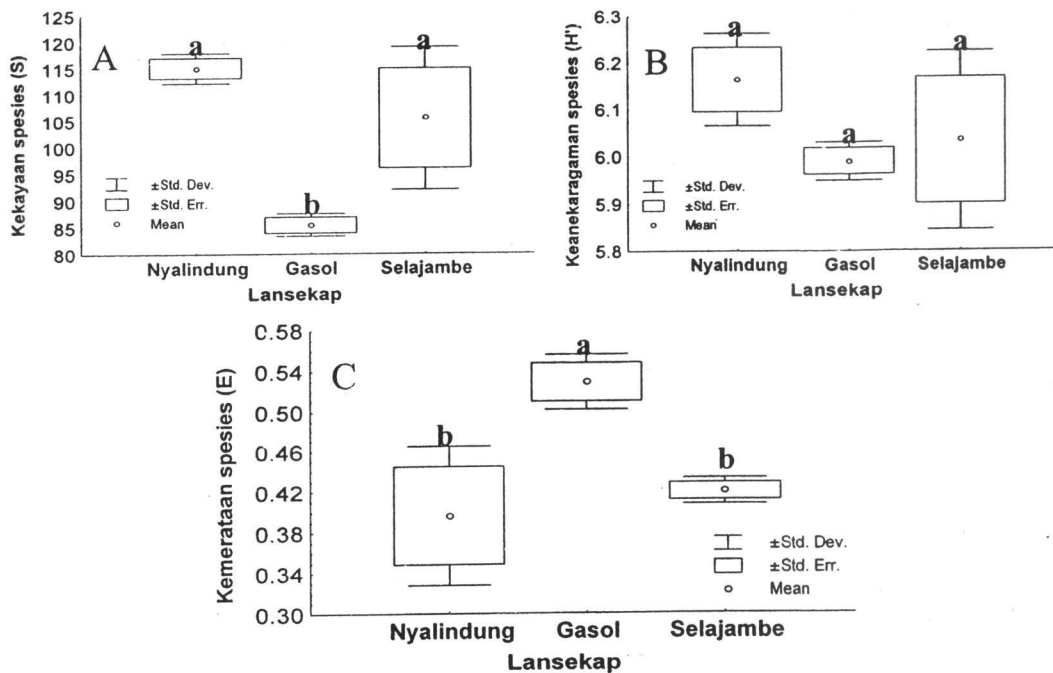 A
Kekayaan spesies (S)
125
120
115
110
105
100
95
90
85
80
a
b
a
±Std. Dev.
±Std. Err.
Mean
Nyalindung Gasol Selajambe
Lansekap
B
Keanekaragaman spesies (H')
6.3
6.2
6.1
6.0
5.9
5.8
a
a
a
±Std. Dev.
±Std. Err.
Mean
Nyalindung Gasol Selajambe
Lansekap
C
Kemerataan spesies (E)
0.58
0.54
0.50
0.46
0.42
0.38
0.34
0.30
b
a
b
±Std. Dev.
±Std. Err.
Mean
Nyalindung Gasol Selajambe
Lansekap